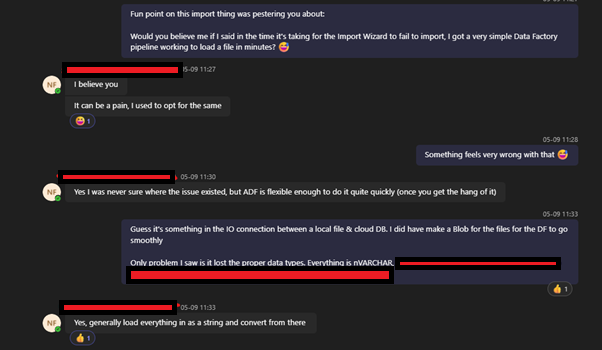 Fun point on this import thing was pestering you about:
Would you believe me if I said in the time it's taking for the Import Wizard to fail to import, I got a very simple Data Factory
pipeline working to load a file in minutes? 😅
05-09 11:27
NF
I believe you
It can be a pain, I used to opt for the same
😆 1
05-09 11:28
Something feels very wrong with that 😅
05-09 11:30
NF
Yes I was never sure where the issue existed, but ADF is flexible enough to do it quite quickly (once you get the hang of it)
05-09 11:33
Guess it's something in the IO connection between a local file & cloud DB. I did have make a Blob for the files for the DF to go
smoothly
Only problem I saw is it lost the proper data types. Everything is nVARCHAR.
👍 1
05-09 11:33
NF
Yes, generally load everything in as a string and convert from there
👍 1